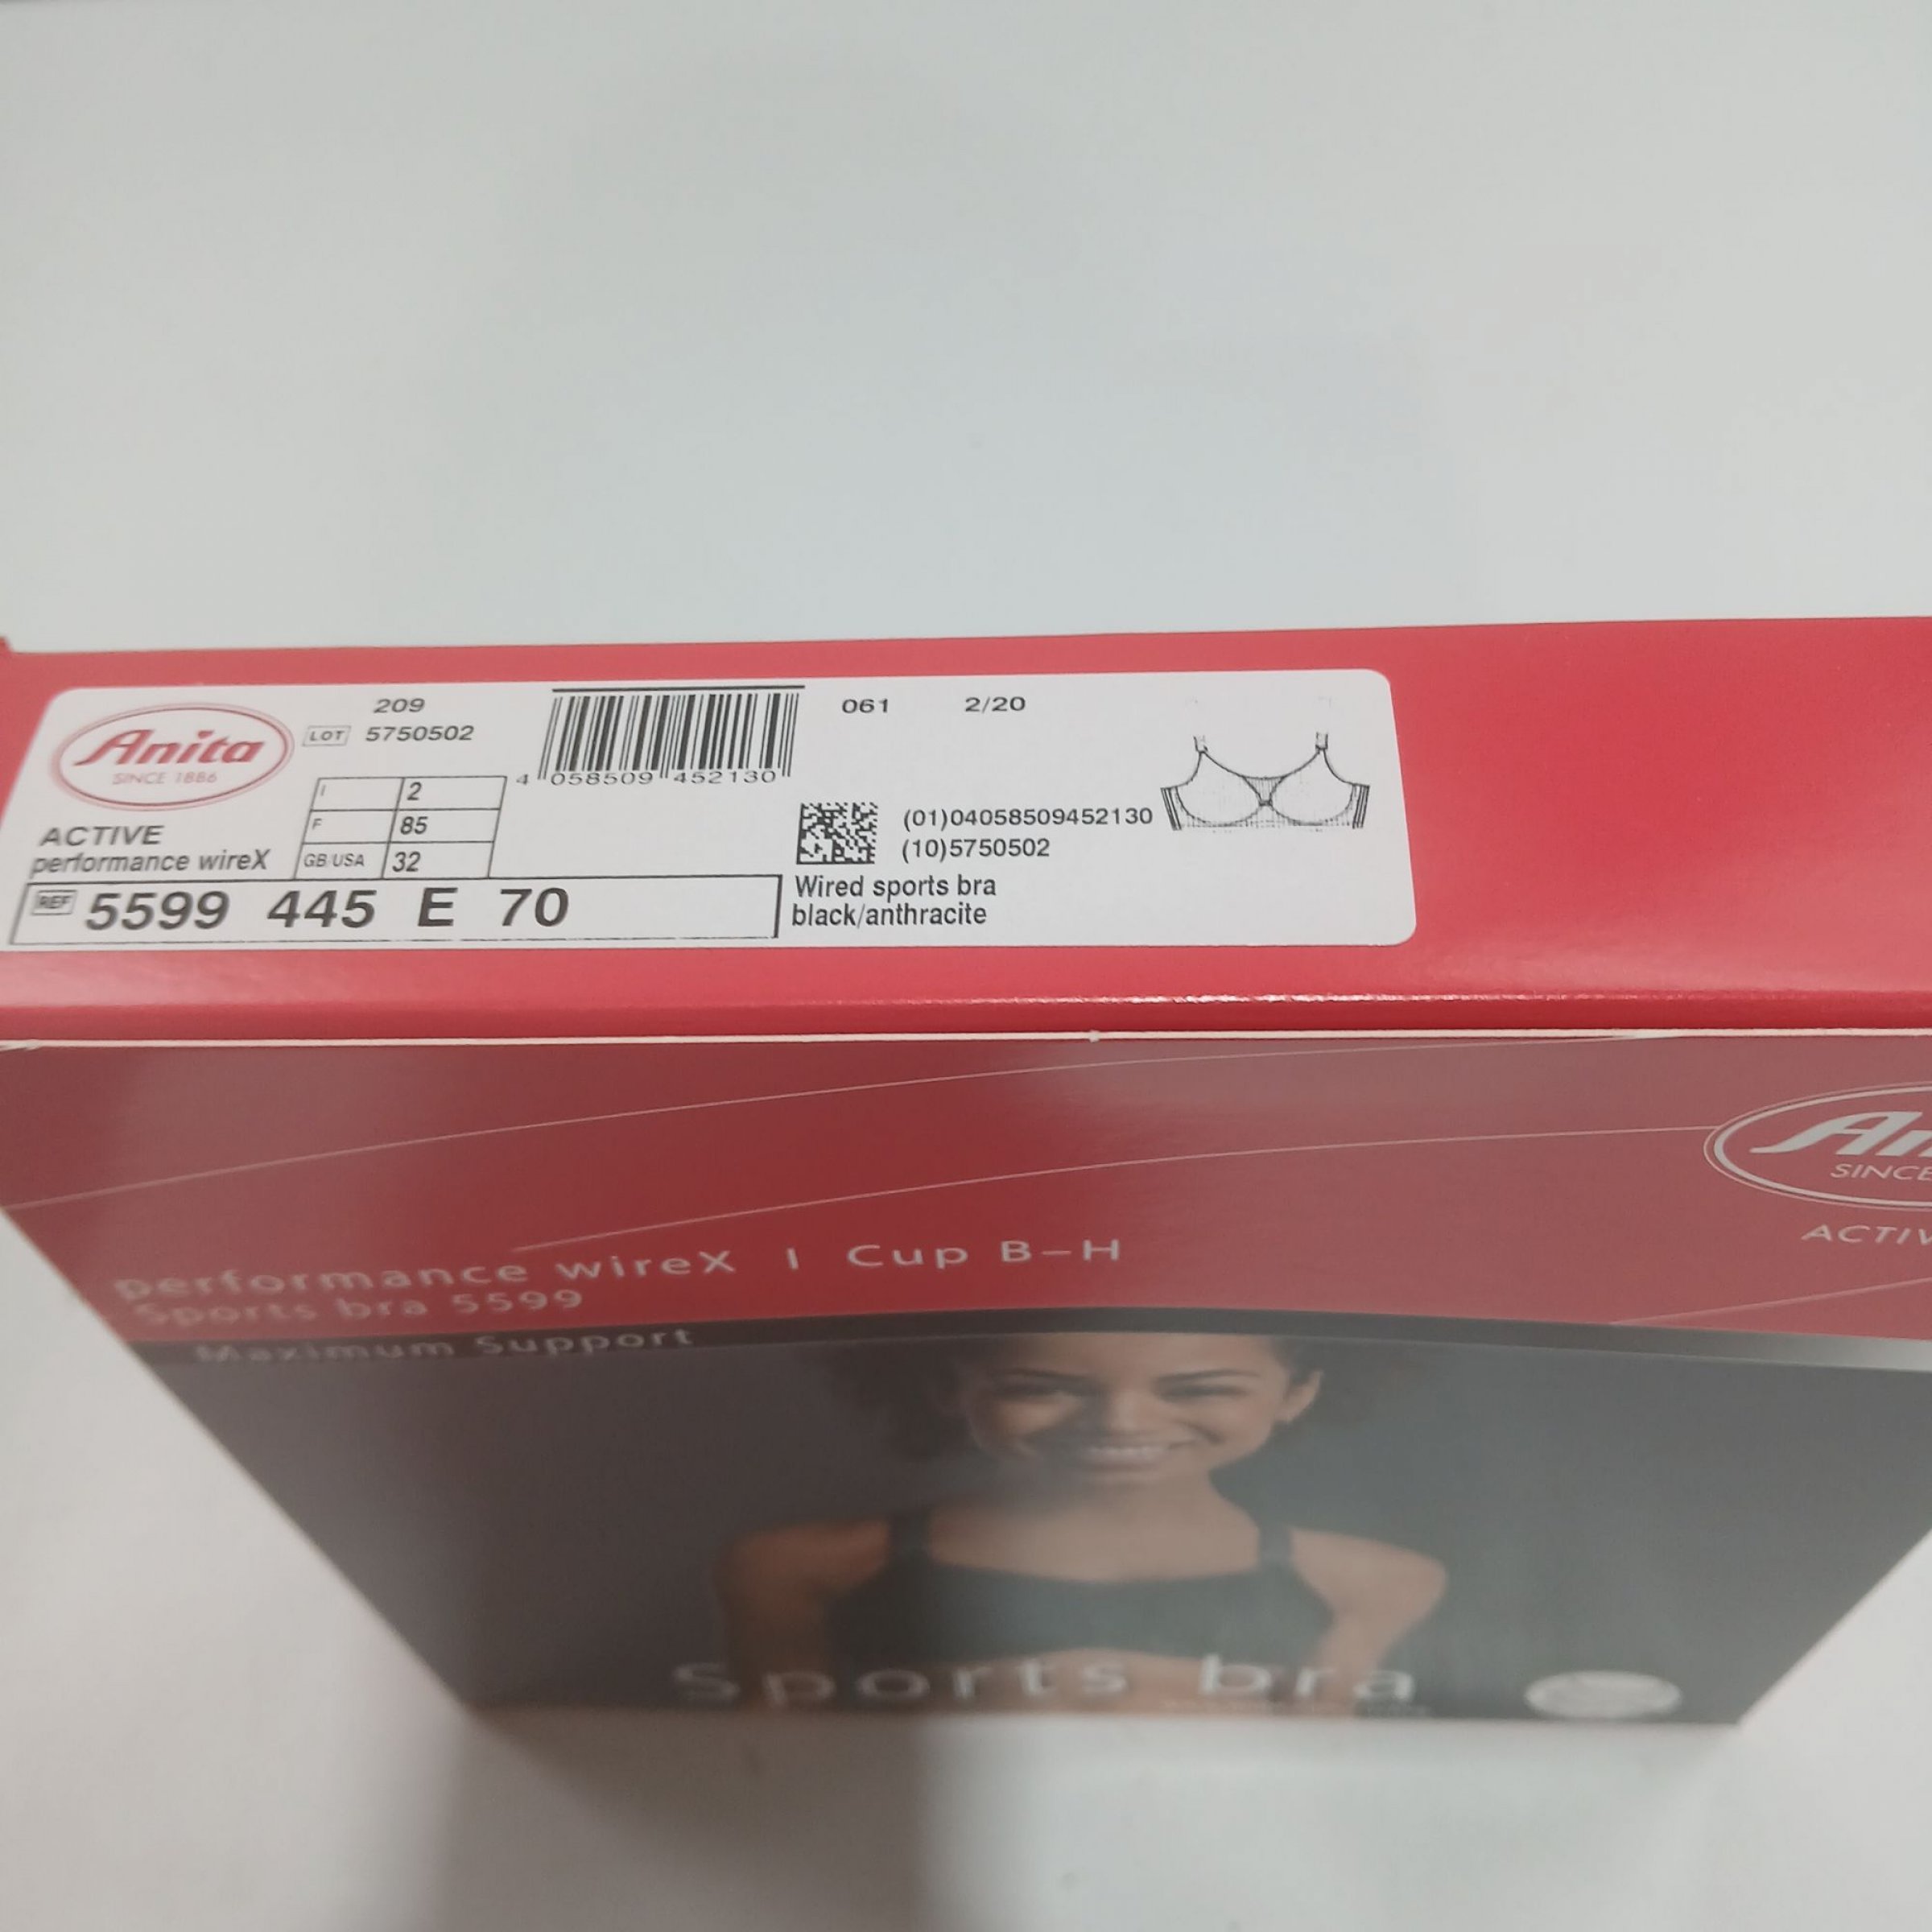 Anita
SINCE 1886
209
LOT 5750502
I 2
F 85
GB/USA 32
ACTIVE
performance wireX
REF 5599 445 E 70
4 058509 452130
061 2/20
(01)04058509452130
(10)5750502
Wired sports bra
black/anthracite
An
SINCE
ACTIV
performance wireX | Cup B–H
Sports bra 5599
Maximum Support
Sports bra